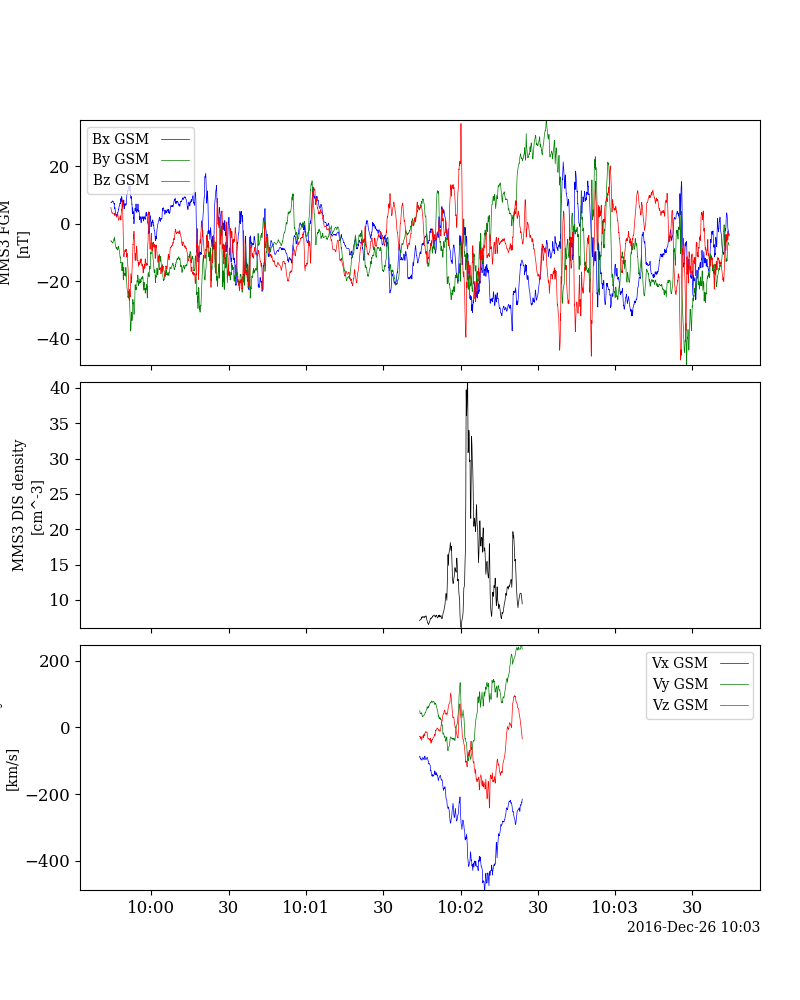 Bx GSM
By GSM
Bz GSM
20
0
−20
−40
MMS3 FGM
[nT]
40
35
30
25
20
15
10
MMS3 DIS density
[cm^-3]
Vx GSM
Vy GSM
Vz GSM
200
0
−200
−400
[km/s]
10:00
30
10:01
30
10:02
30
10:03
30
2016-Dec-26 10:03